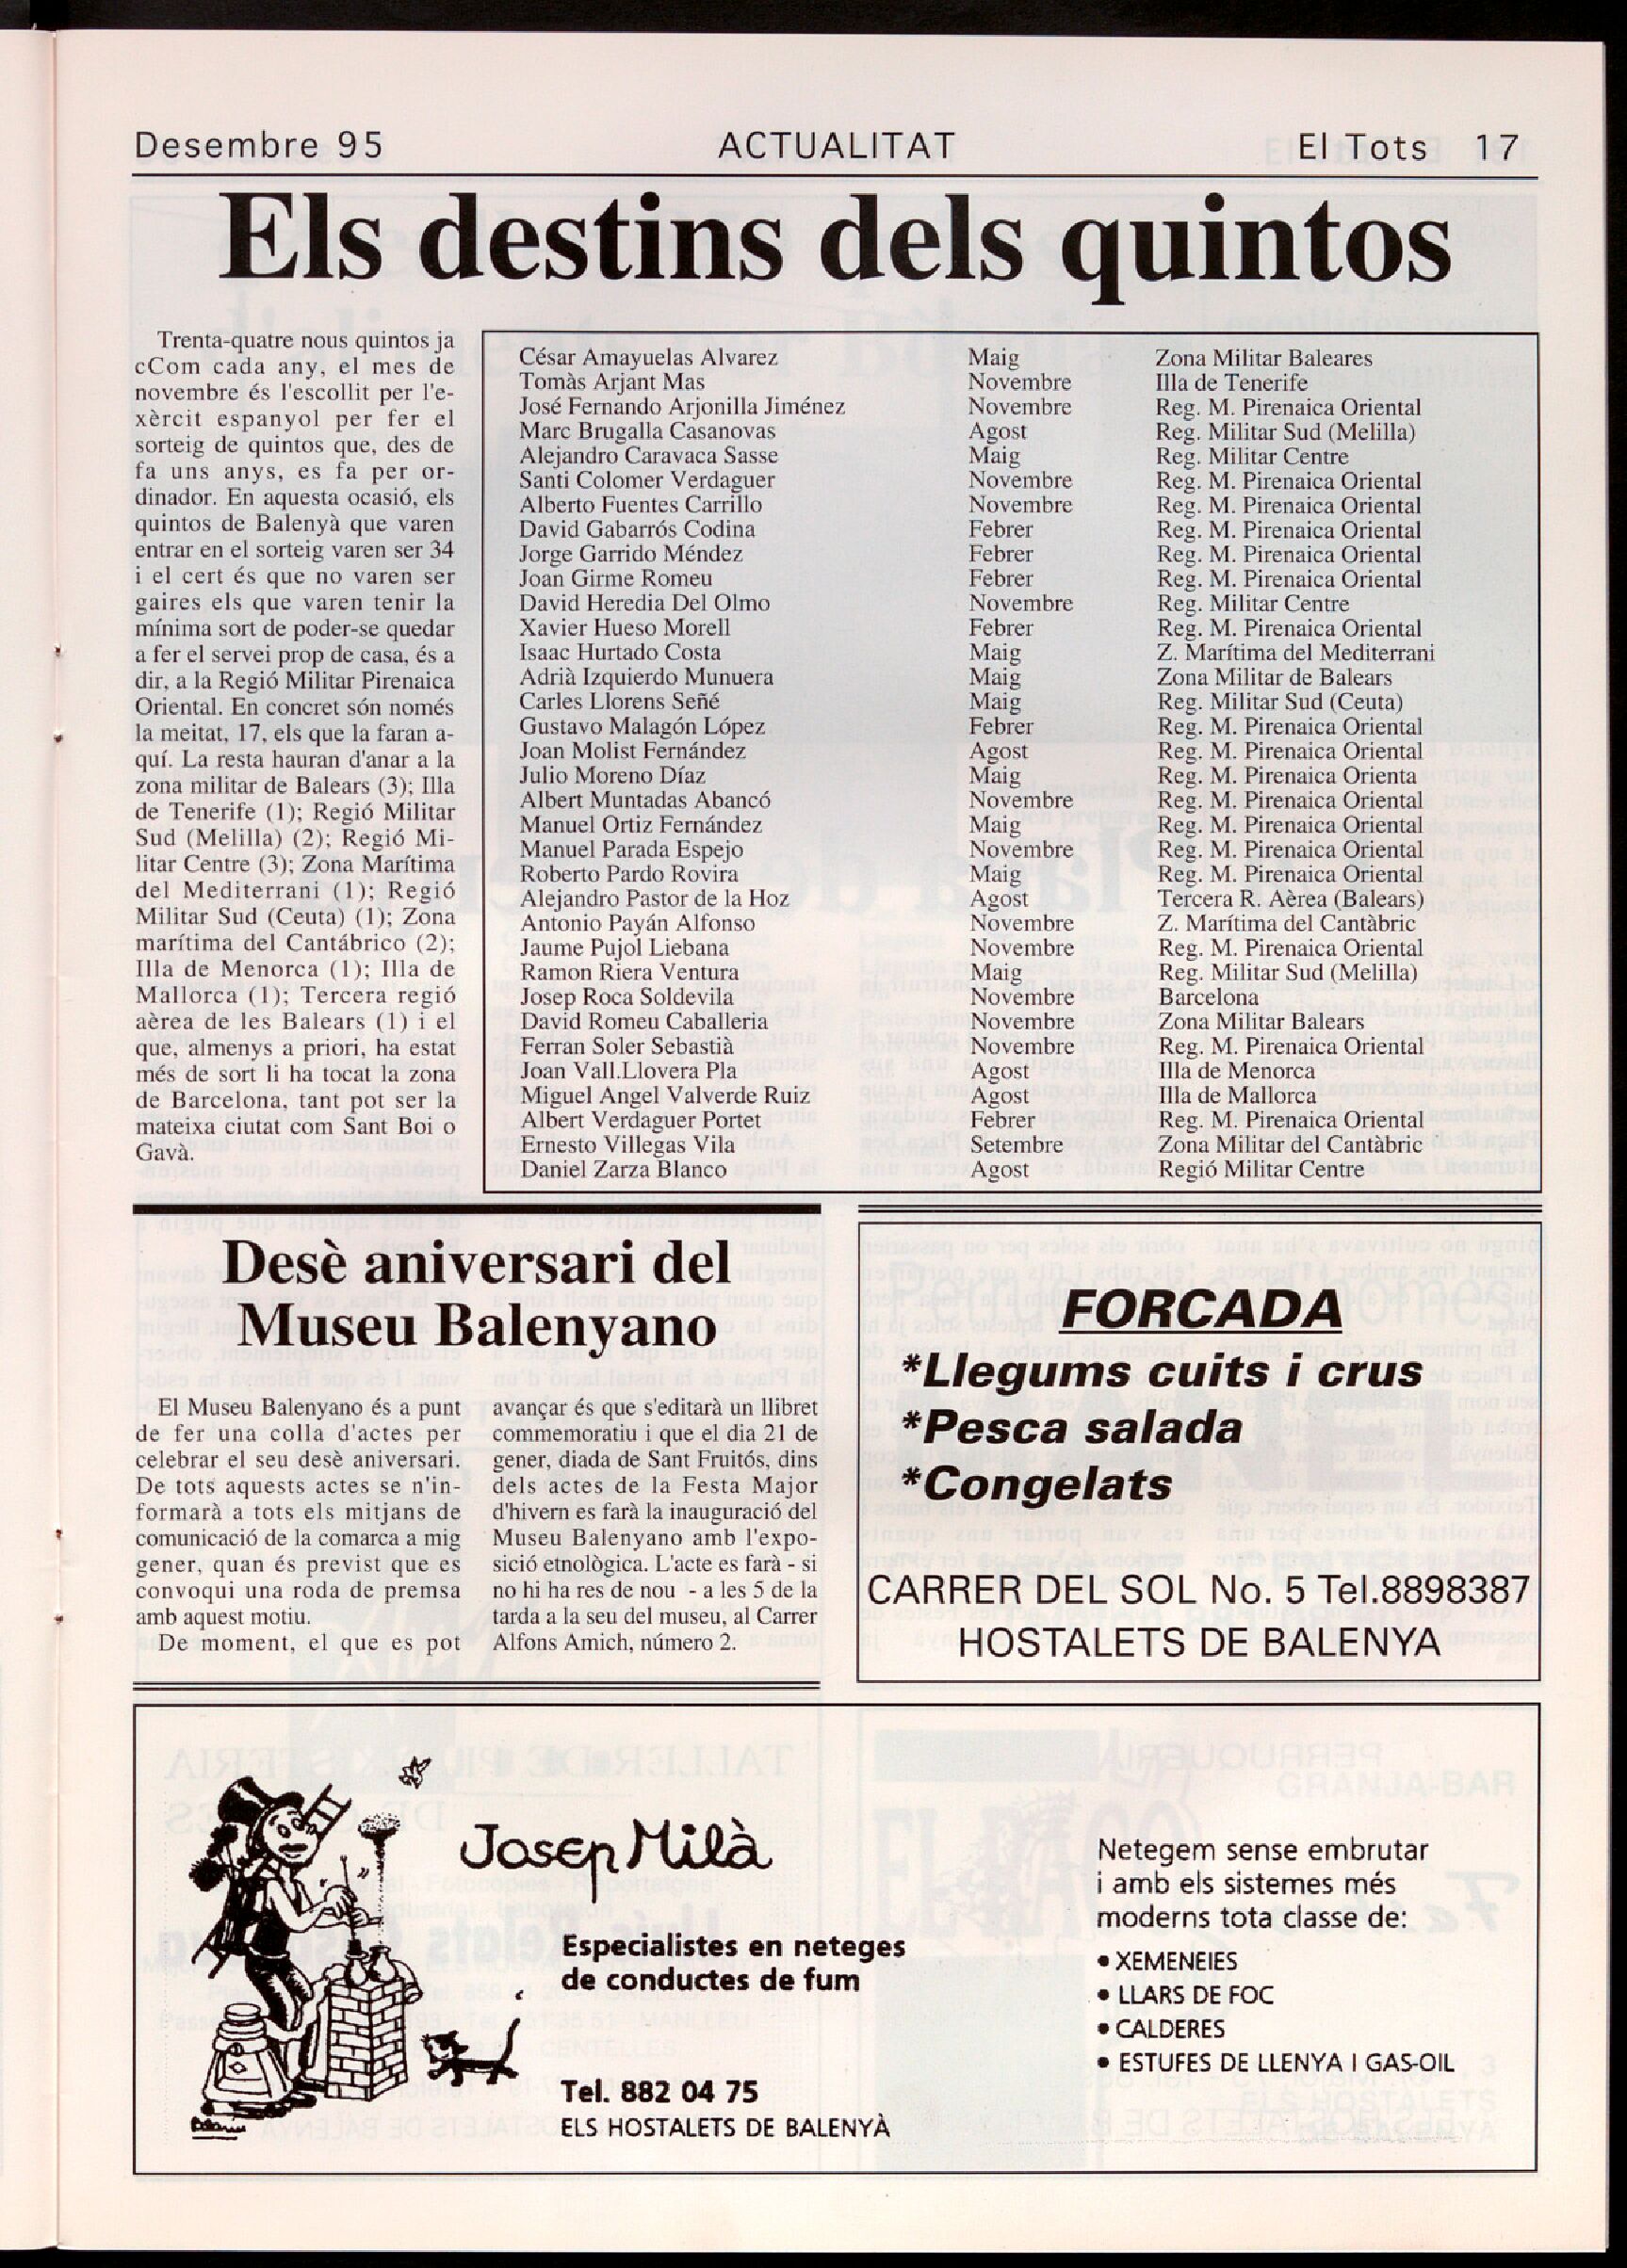 Desembre 95 ACTUALITAT El Tots 17
Els destins dels quintos
Trenta-quatre nous quintos ja
cCom cada any, el mes de
novembre és l'escollit per l'e-
xèrcit espanyol per fer el
sorteig de quintos que, des de
fa uns anys, es fa per or-
dinador. En aquesta ocasió, els
quintos de Balenyà que varen
entrar en el sorteig varen ser 34
i el cert és que no varen ser
gaires els que varen tenir la
mínima sort de poder-se quedar
a fer el servei prop de casa, és a
dir, a la Regió Militar Pirenaica
Oriental. En concret són només
la meitat, 17, els que la faran a-
quí. La resta hauran d'anar a la
zona militar de Balears (3); Illa
de Tenerife (1); Regió Militar
Sud (Melilla) (2); Regió Mi-
litar Centre (3); Zona Marítima
del Mediterrani (1); Regió
Militar Sud (Ceuta) (1); Zona
marítima del Cantábrico (2);
Illa de Menorca (1); Illa de
Mallorca (1); Tercera regió
aèrea de les Balears (1) i el
que, almenys a priori, ha estat
més de sort li ha tocat la zona
de Barcelona, tant pot ser la
mateixa ciutat com Sant Boi o
Gavà.
César Amayuelas Alvarez Maig Zona Militar Baleares
Tomàs Arjant Mas Novembre Illa de Tenerife
José Fernando Arjonilla Jiménez Novembre Reg. M. Pirenaica Oriental
Marc Brugalla Casanovas Agost Reg. Militar Sud (Melilla)
Alejandro Caravaca Sasse Maig Reg. Militar Centre
Santi Colomer Verdaguer Novembre Reg. M. Pirenaica Oriental
Alberto Fuentes Carrillo Novembre Reg. M. Pirenaica Oriental
David Gabarrós Codina Febrer Reg. M. Pirenaica Oriental
Jorge Garrido Méndez Febrer Reg. M. Pirenaica Oriental
Joan Girme Romeu Febrer Reg. M. Pirenaica Oriental
David Heredia Del Olmo Novembre Reg. Militar Centre
Xavier Hueso Morell Febrer Reg. M. Pirenaica Oriental
Isaac Hurtado Costa Maig Z. Marítima del Mediterrani
Adrià Izquierdo Munuera Maig Zona Militar de Balears
Carles Llorens Señé Maig Reg. Militar Sud (Ceuta)
Gustavo Malagón López Febrer Reg. M. Pirenaica Oriental
Joan Molist Fernández Agost Reg. M. Pirenaica Oriental
Julio Moreno Díaz Maig Reg. M. Pirenaica Orienta
Albert Muntadas Abancó Novembre Reg. M. Pirenaica Oriental
Manuel Ortiz Fernández Maig Reg. M. Pirenaica Oriental
Manuel Parada Espejo Novembre Reg. M. Pirenaica Oriental
Roberto Pardo Rovira Maig Reg. M. Pirenaica Oriental
Alejandro Pastor de la Hoz Agost Tercera R. Aèrea (Balears)
Antonio Payán Alfonso Novembre Z. Marítima del Cantàbric
Jaume Pujol Liebana Novembre Reg. M. Pirenaica Oriental
Ramon Riera Ventura Maig Reg. Militar Sud (Melilla)
Josep Roca Soldevila Novembre Barcelona
David Romeu Caballeria Novembre Zona Militar Balears
Ferran Soler Sebastià Novembre Reg. M. Pirenaica Oriental
Joan Vall.Llovera Pla Agost Illa de Menorca
Miguel Angel Valverde Ruiz Agost Illa de Mallorca
Albert Verdaguer Portet Febrer Reg. M. Pirenaica Oriental
Ernesto Villegas Vila Setembre Zona Militar del Cantàbric
Daniel Zarza Blanco Agost Regió Militar Centre
Desè aniversari del
Museu Balenyano
El Museu Balenyano és a punt
de fer una colla d'actes per
celebrar el seu desè aniversari.
De tots aquests actes se n'in-
formarà a tots els mitjans de
comunicació de la comarca a mig
gener, quan és previst que es
convoqui una roda de premsa
amb aquest motiu.
De moment, el que es pot
avançar és que s'editarà un llibret
commemoratiu i que el dia 21 de
gener, diada de Sant Fruitós, dins
dels actes de la Festa Major
d'hivern es farà la inauguració del
Museu Balenyano amb l'expo-
sició etnològica. L'acte es farà - si
no hi ha res de nou - a les 5 de la
tarda a la seu del museu, al Carrer
Alfons Amich, número 2.
FORCADA
*Llegums cuits i crus
*Pesca salada
*Congelats
CARRER DEL SOL No. 5 Tel.8898387
HOSTALETS DE BALENYA
Josep Milà
Especialistes en neteges
de conductes de fum
Tel. 882 04 75
ELS HOSTALETS DE BALENYÀ
Netegem sense embrutar
i amb els sistemes més
moderns tota classe de:
• XEMENEIES
• LLARS DE FOC
• CALDERES
• ESTUFES DE LLENYA I GAS-OIL